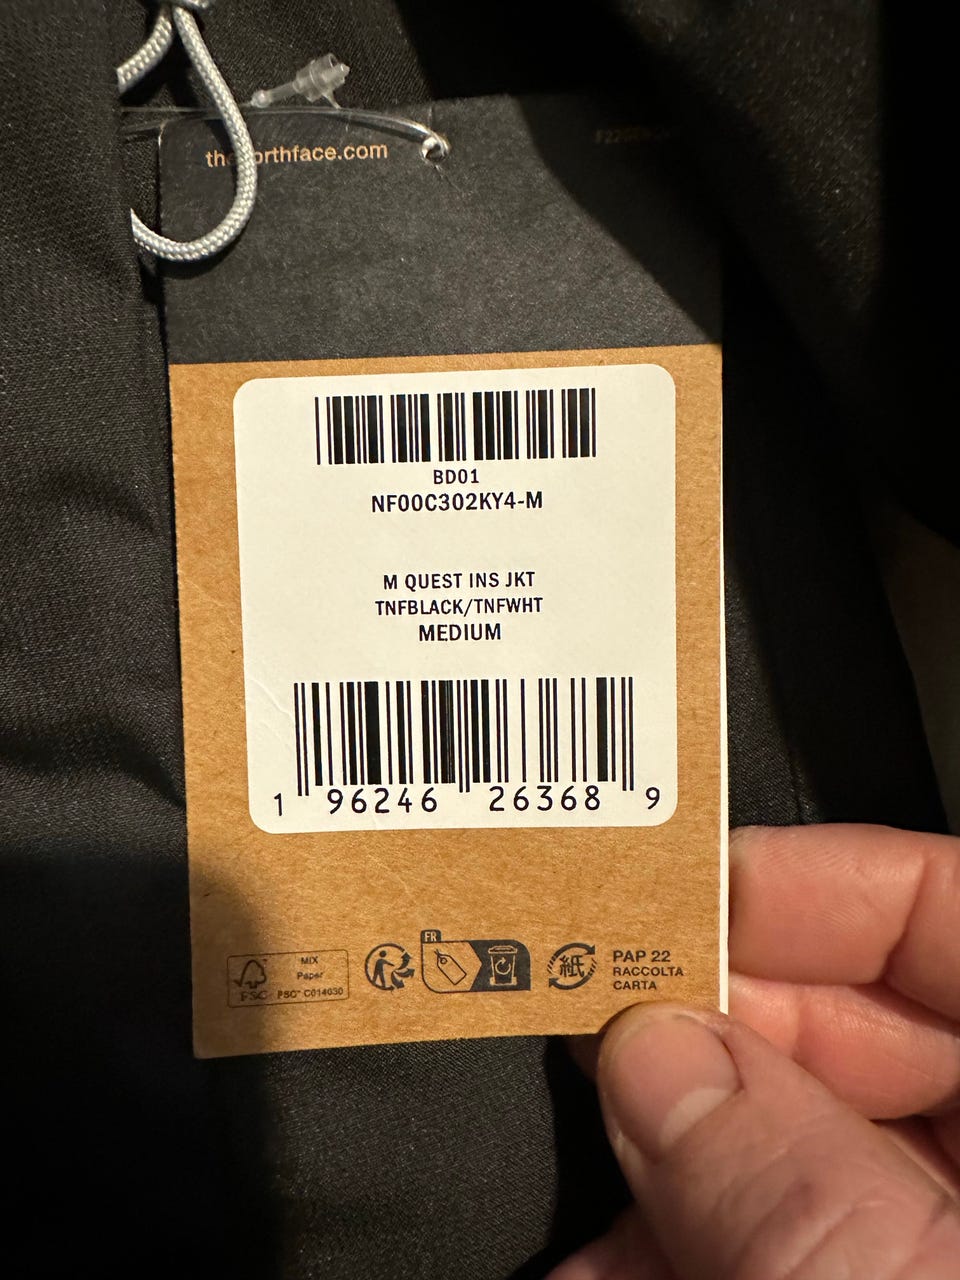 thenorthface.com
BD01
NF00C302KY4-M
M QUEST INS JKT
TNFBLACK/TNFWHT
MEDIUM
1 96246 26368 9
FR
MIX
Paper
FSC FSC® C014030
紙
PAP 22
RACCOLTA
CARTA